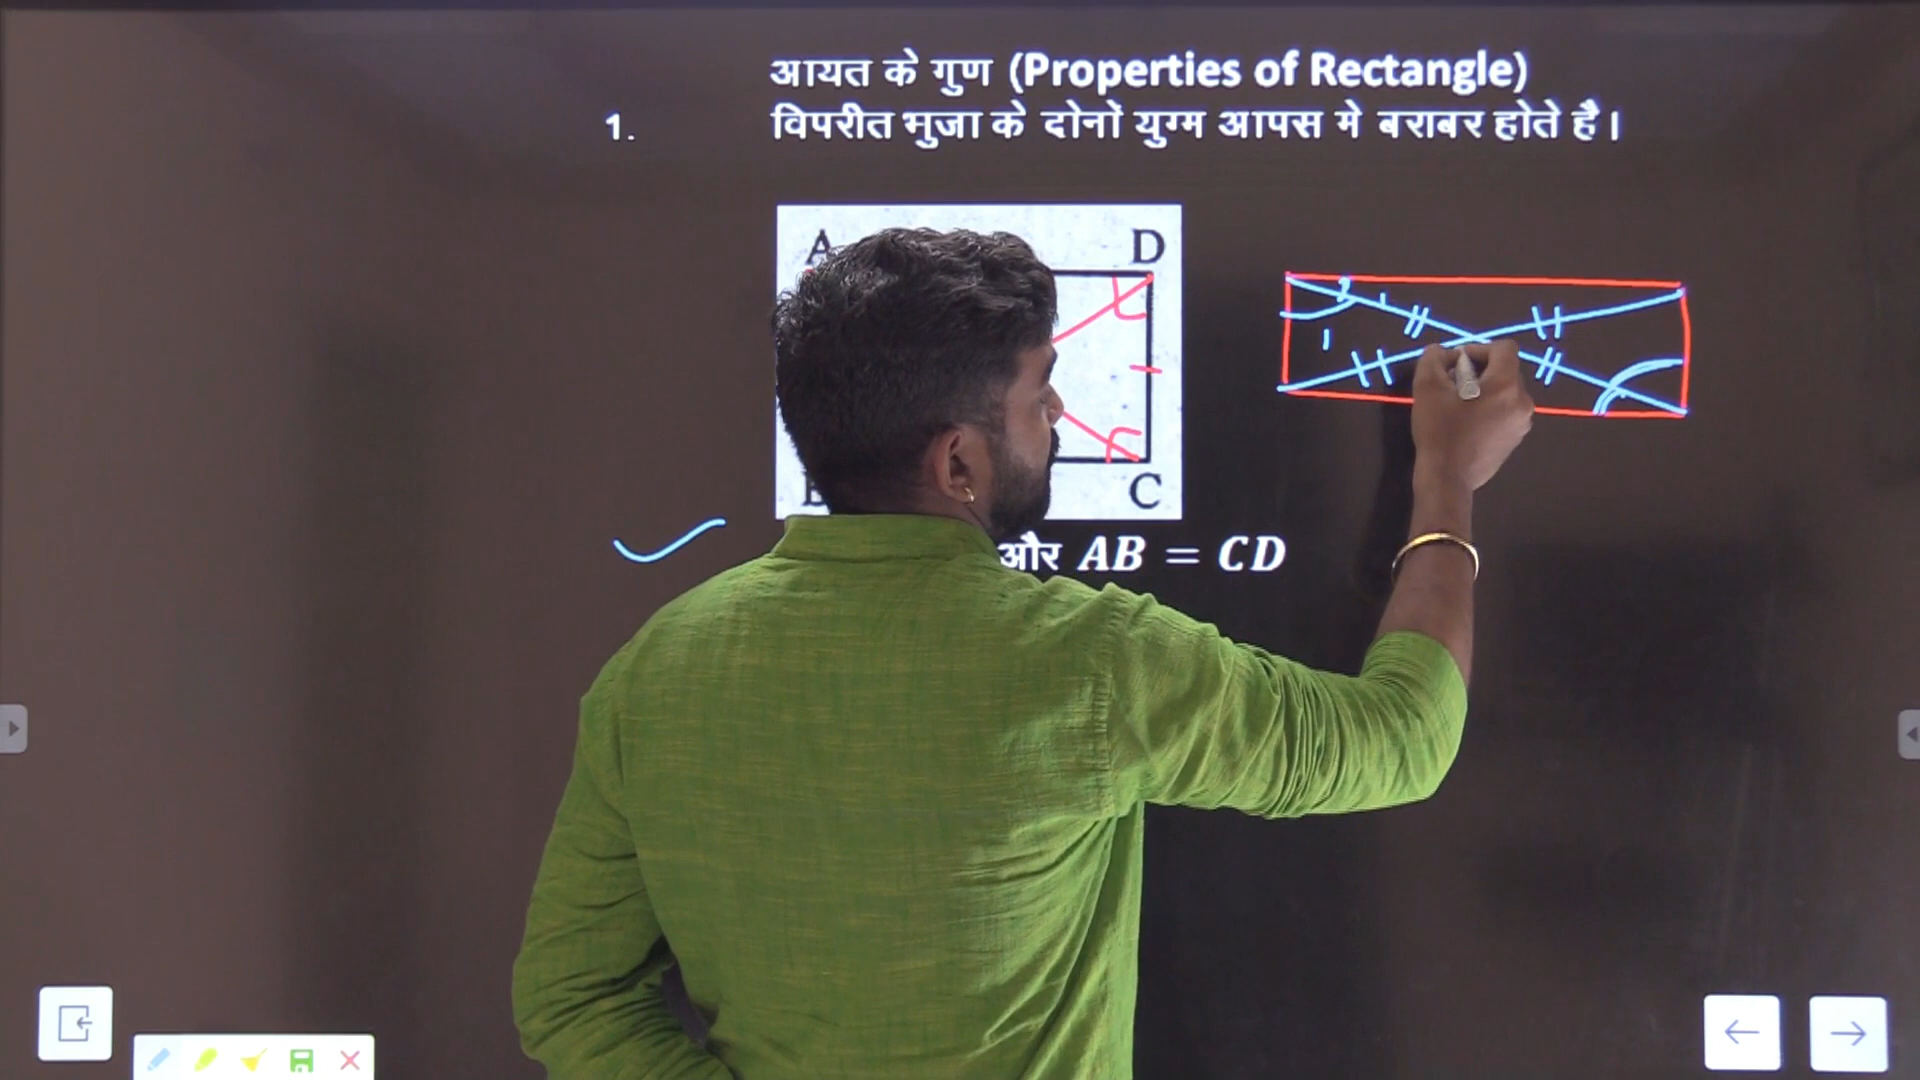 आयत के गुण (Properties of Rectangle)
1. विपरीत भुजा के दोनों युग्म आपस मे बराबर होते है।
A D
C
और AB = CD